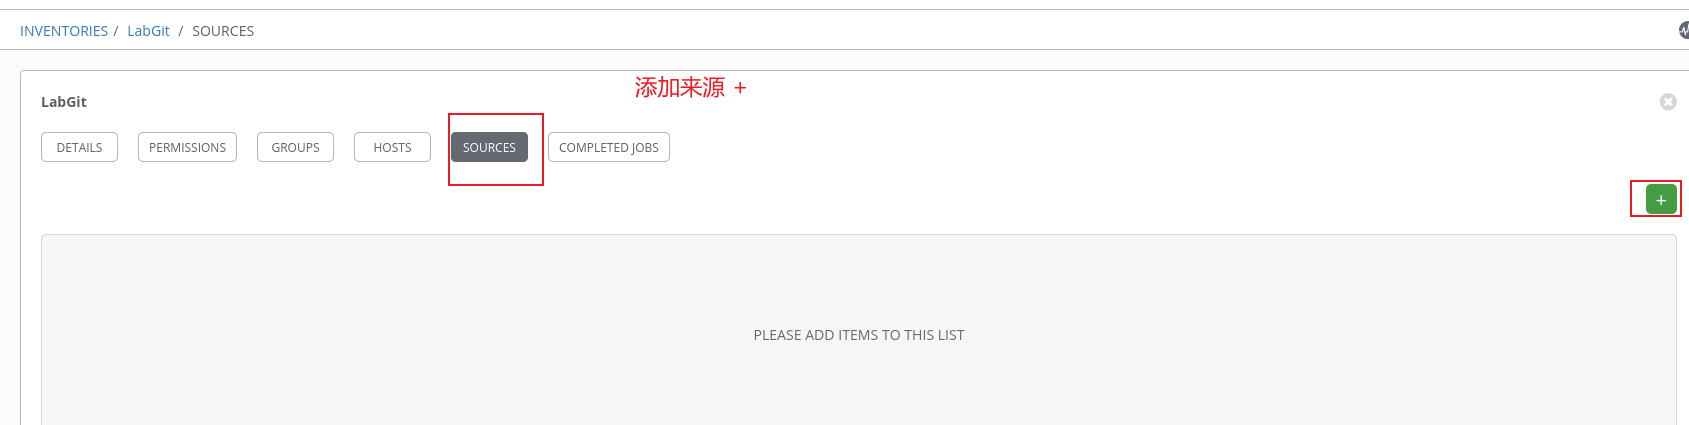 INVENTORIES / LabGit / SOURCES
添加来源 +
LabGit
DETAILS PERMISSIONS GROUPS HOSTS SOURCES COMPLETED JOBS
+
PLEASE ADD ITEMS TO THIS LIST